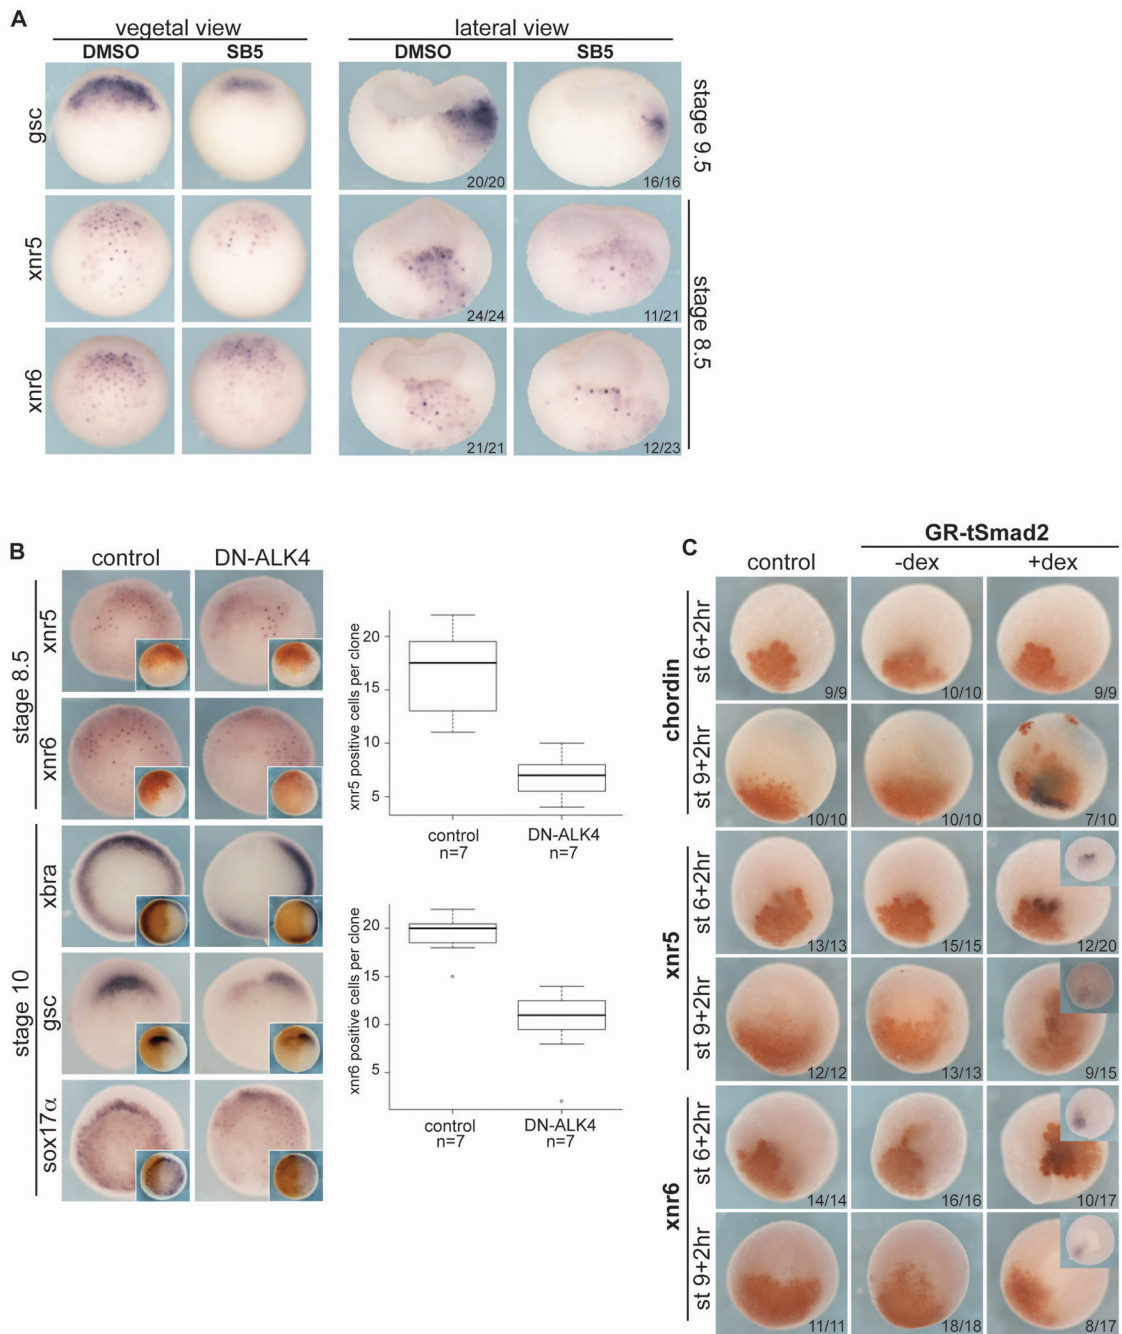 A
vegetal view
lateral view
DMSO
SB5
DMSO
SB5
gsc
20/20
16/16
stage 9.5
xnr5
24/24
11/21
stage 8.5
xnr6
21/21
12/23
B
control
DN-ALK4
stage 8.5
xnr5
xnr6
stage 10
xbra
gsc
sox17α
xnr5 positive cells per clone
20
15
10
5
control
n=7
DN-ALK4
n=7
xnr6 positive cells per clone
20
15
10
5
control
n=7
DN-ALK4
n=7
C
GR-tSmad2
control
-dex
+dex
chordin
st 6+2hr
9/9
10/10
9/9
st 9+2hr
10/10
10/10
7/10
xnr5
st 6+2hr
13/13
15/15
12/20
st 9+2hr
12/12
13/13
9/15
xnr6
st 6+2hr
14/14
16/16
10/17
st 9+2hr
11/11
18/18
8/17